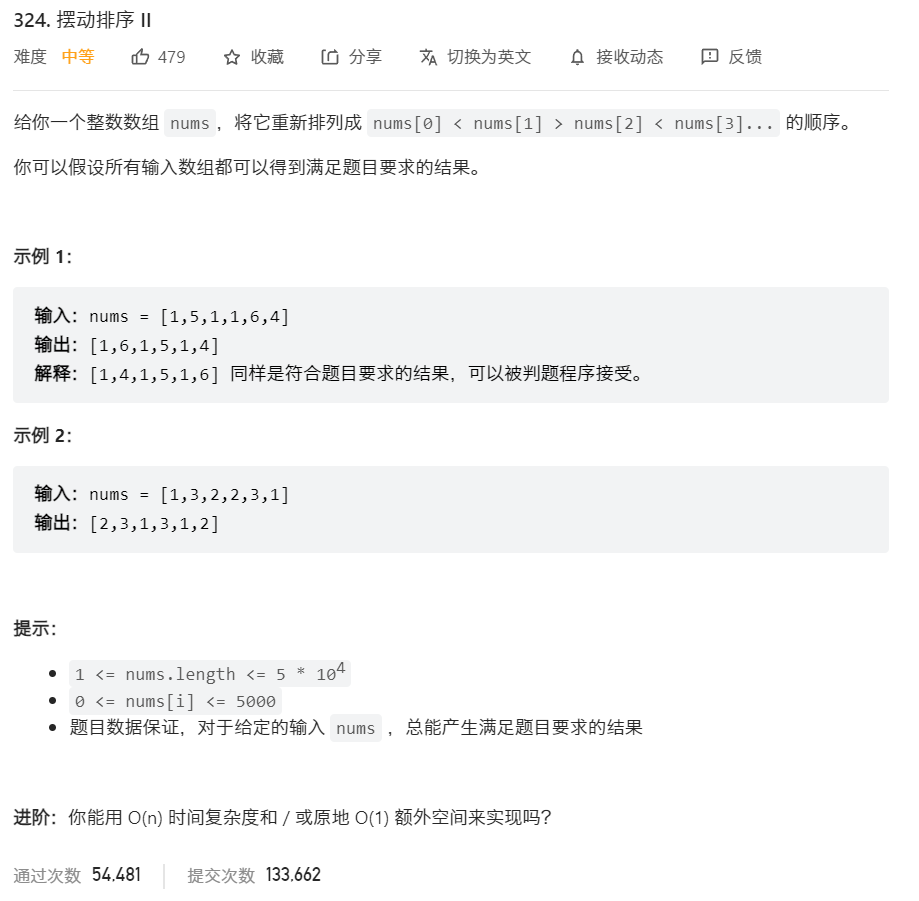 324. 摆动排序 II
难度 中等 479 收藏 分享 切换为英文 接收动态 反馈
给你一个整数数组 nums，将它重新排列成 nums[0] < nums[1] > nums[2] < nums[3]... 的顺序。
你可以假设所有输入数组都可以得到满足题目要求的结果。
示例 1：
输入：nums = [1,5,1,1,6,4]
输出：[1,6,1,5,1,4]
解释：[1,4,1,5,1,6] 同样是符合题目要求的结果，可以被判题程序接受。
示例 2：
输入：nums = [1,3,2,2,3,1]
输出：[2,3,1,3,1,2]
提示：
1 <= nums.length <= 5 * 10⁴
0 <= nums[i] <= 5000
题目数据保证，对于给定的输入 nums ，总能产生满足题目要求的结果
进阶：你能用 O(n) 时间复杂度和 / 或原地 O(1) 额外空间来实现吗？
通过次数 54,481 提交次数 133,662